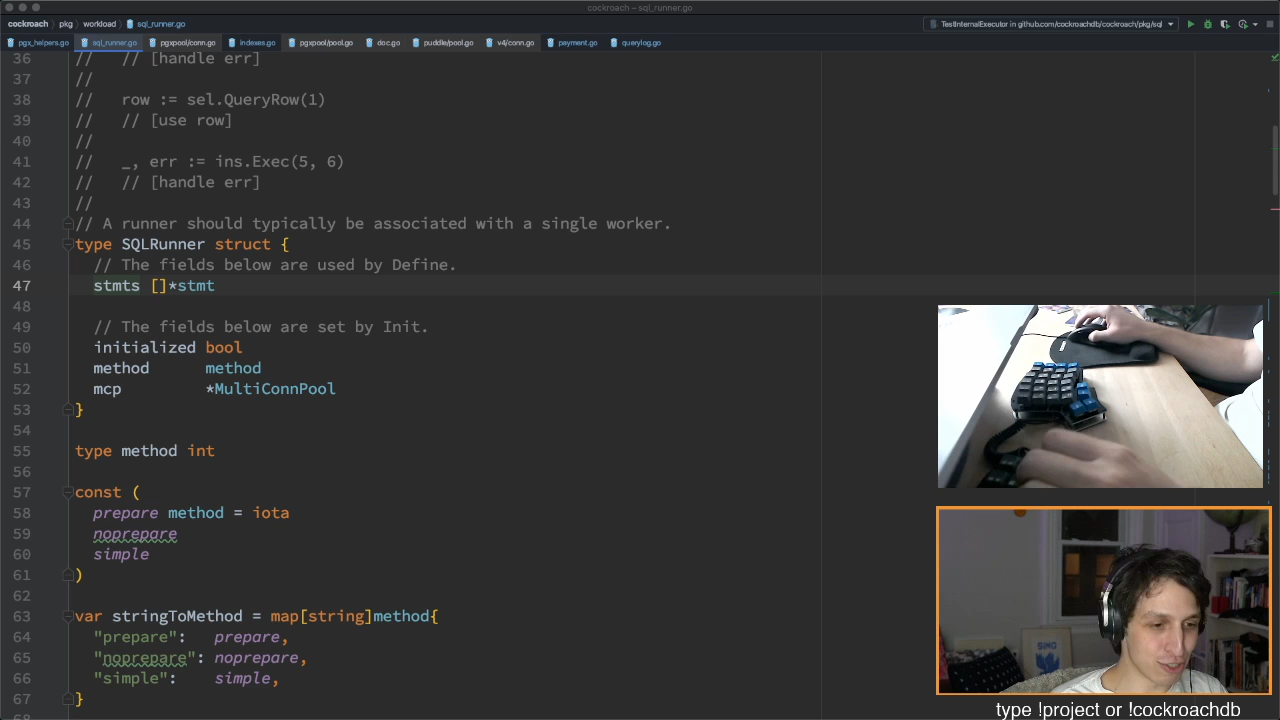 cockroach – sql_runner.go
cockroach pkg workload sql_runner.go TestInternalExecutor in github.com/cockroachdb/cockroach/pkg/sql
pgx_helpers.go sql_runner.go pgxpool/conn.go indexes.go pgxpool/pool.go doc.go puddle/pool.go v4/conn.go payment.go querylog.go
36 // // [handle err]
37 //
38 // row := sel.QueryRow(1)
39 // // [use row]
40 //
41 // _, err := ins.Exec(5, 6)
42 // // [handle err]
43 //
44 // A runner should typically be associated with a single worker.
45 type SQLRunner struct {
46 // The fields below are used by Define.
47 stmts []*stmt
48
49 // The fields below are set by Init.
50 initialized bool
51 method method
52 mcp *MultiConnPool
53 }
54
55 type method int
56
57 const (
58 prepare method = iota
59 noprepare
60 simple
61 )
62
63 var stringToMethod = map[string]method{
64 "prepare": prepare,
65 "noprepare": noprepare,
66 "simple": simple,
67 }
68
SING
type !project or !cockroachdb